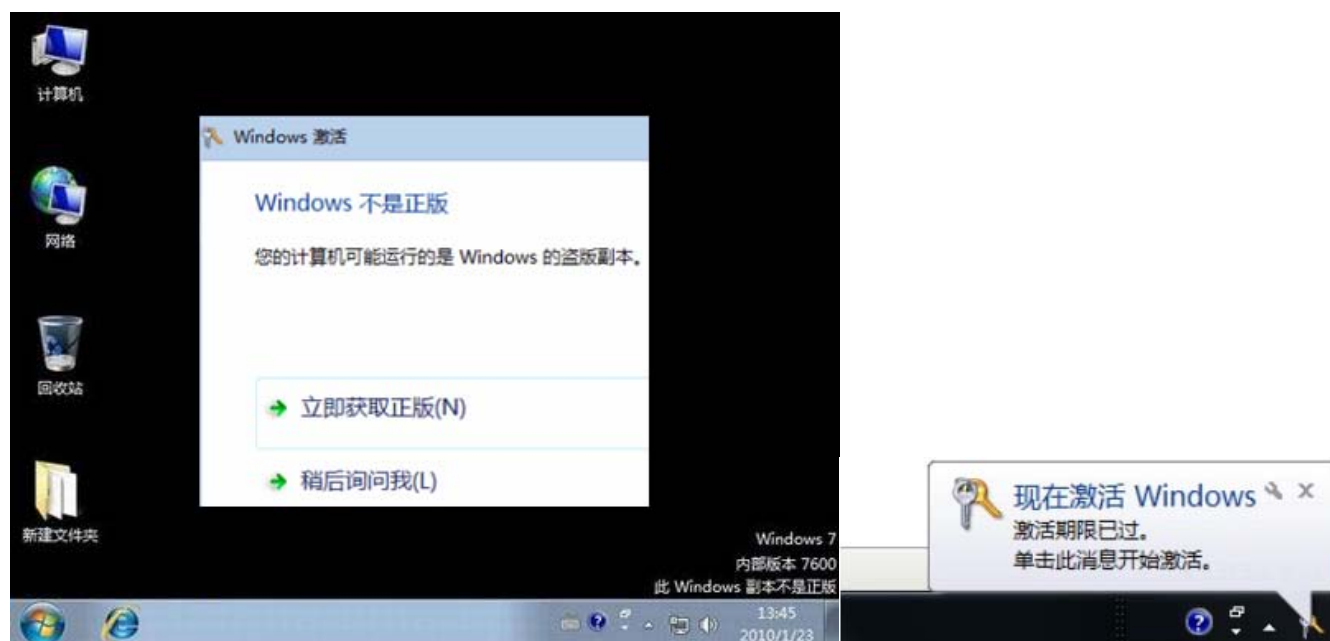 计算机
网络
回收站
新建文件夹
Windows 激活
Windows 不是正版
您的计算机可能运行的是 Windows 的盗版副本。
立即获取正版(N)
稍后询问我(L)
Windows 7
内部版本 7600
此 Windows 副本不是正版
13:45
2010/1/23
现在激活 Windows
激活期限已过。
单击此消息开始激活。